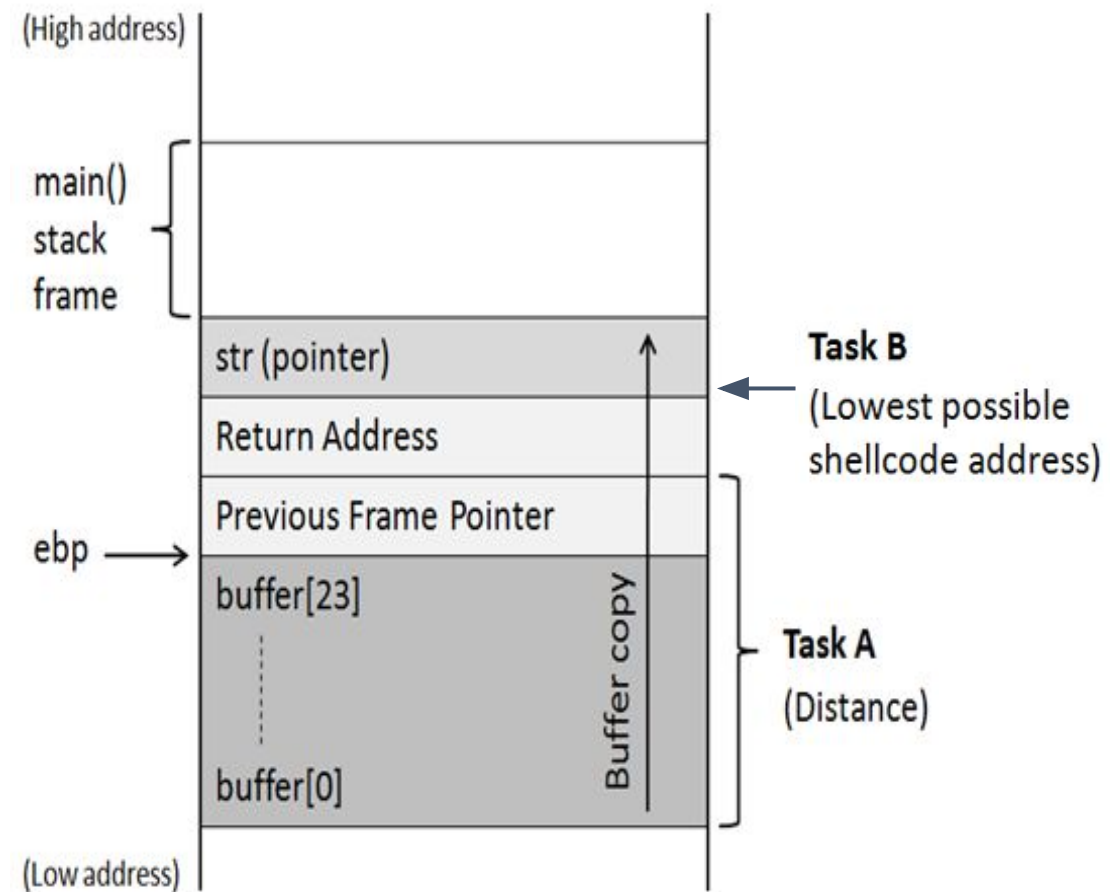 (High address)
main()
stack
frame
str (pointer)
Task B
(Lowest possible
shellcode address)
Return Address
Previous Frame Pointer
ebp
buffer[23]
Buffer copy
Task A
(Distance)
buffer[0]
(Low address)